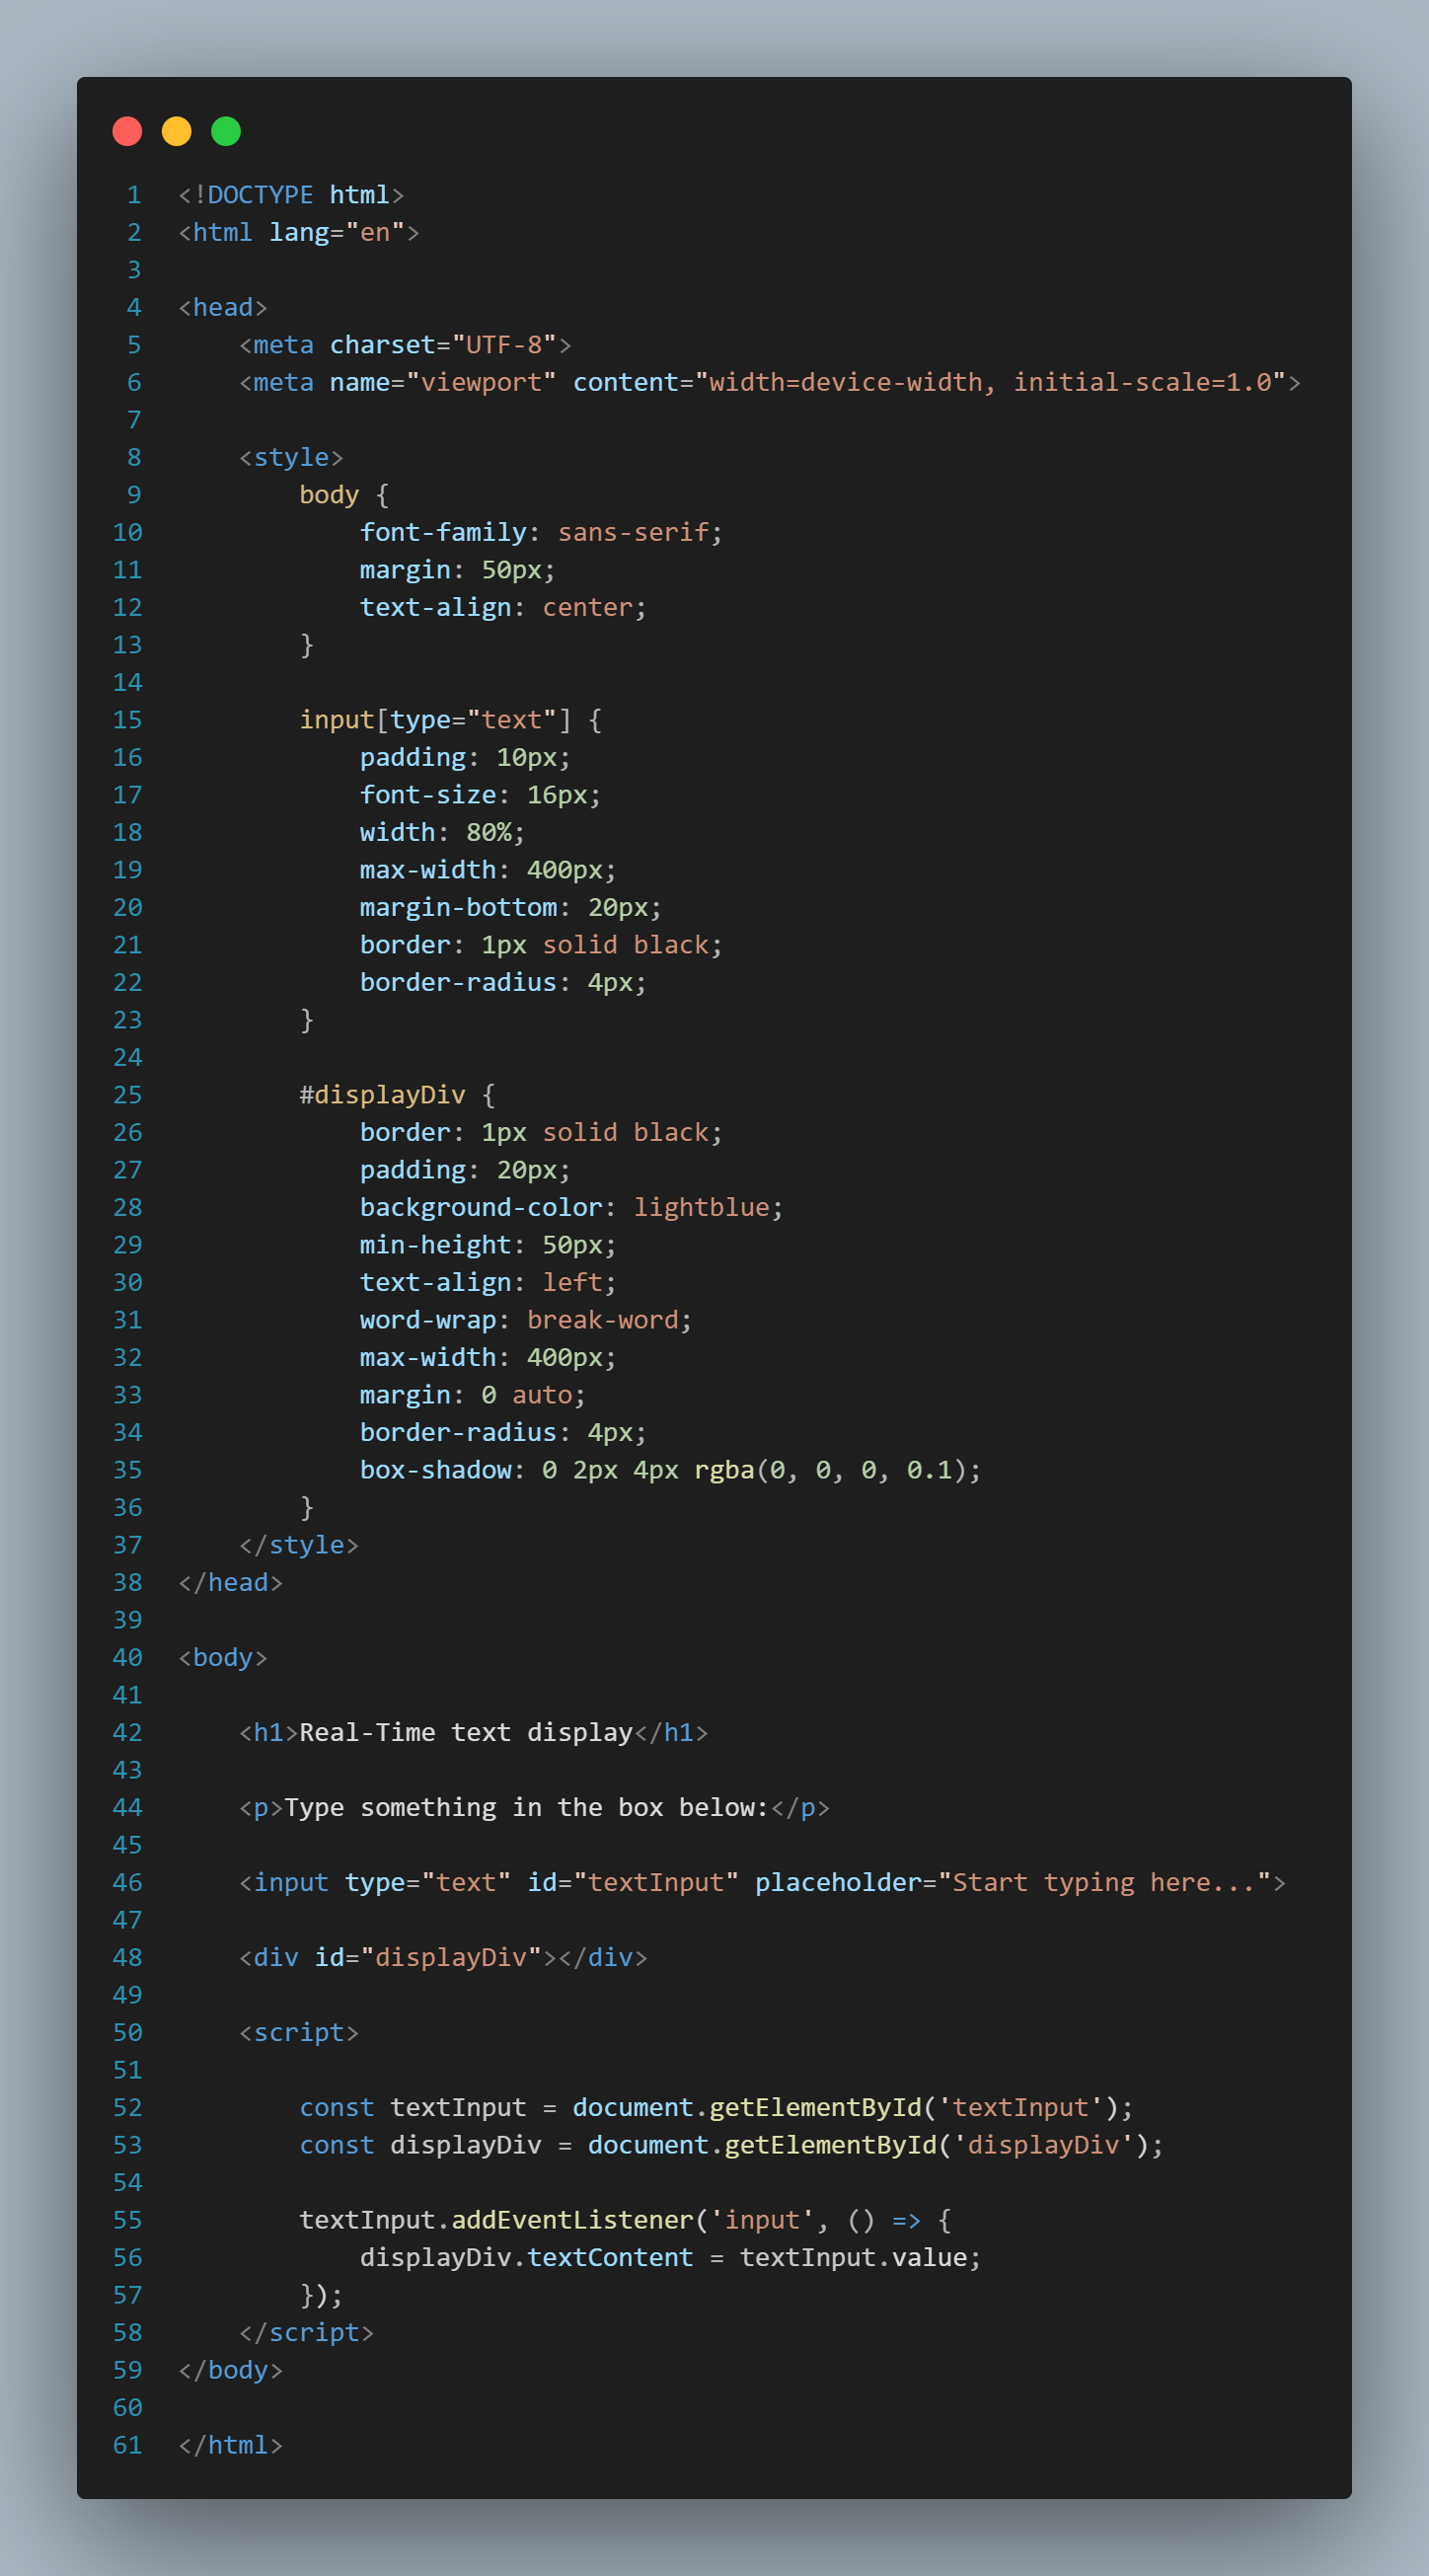 1 <!DOCTYPE html>
2 <html lang="en">
3
4 <head>
5     <meta charset="UTF-8">
6     <meta name="viewport" content="width=device-width, initial-scale=1.0">
7
8     <style>
9         body {
10             font-family: sans-serif;
11             margin: 50px;
12             text-align: center;
13         }
14
15         input[type="text"] {
16             padding: 10px;
17             font-size: 16px;
18             width: 80%;
19             max-width: 400px;
20             margin-bottom: 20px;
21             border: 1px solid black;
22             border-radius: 4px;
23         }
24
25         #displayDiv {
26             border: 1px solid black;
27             padding: 20px;
28             background-color: lightblue;
29             min-height: 50px;
30             text-align: left;
31             word-wrap: break-word;
32             max-width: 400px;
33             margin: 0 auto;
34             border-radius: 4px;
35             box-shadow: 0 2px 4px rgba(0, 0, 0, 0.1);
36         }
37     </style>
38 </head>
39
40 <body>
41
42     <h1>Real-Time text display</h1>
43
44     <p>Type something in the box below:</p>
45
46     <input type="text" id="textInput" placeholder="Start typing here...">
47
48     <div id="displayDiv"></div>
49
50     <script>
51
52         const textInput = document.getElementById('textInput');
53         const displayDiv = document.getElementById('displayDiv');
54
55         textInput.addEventListener('input', () => {
56             displayDiv.textContent = textInput.value;
57         });
58     </script>
59 </body>
60
61 </html>